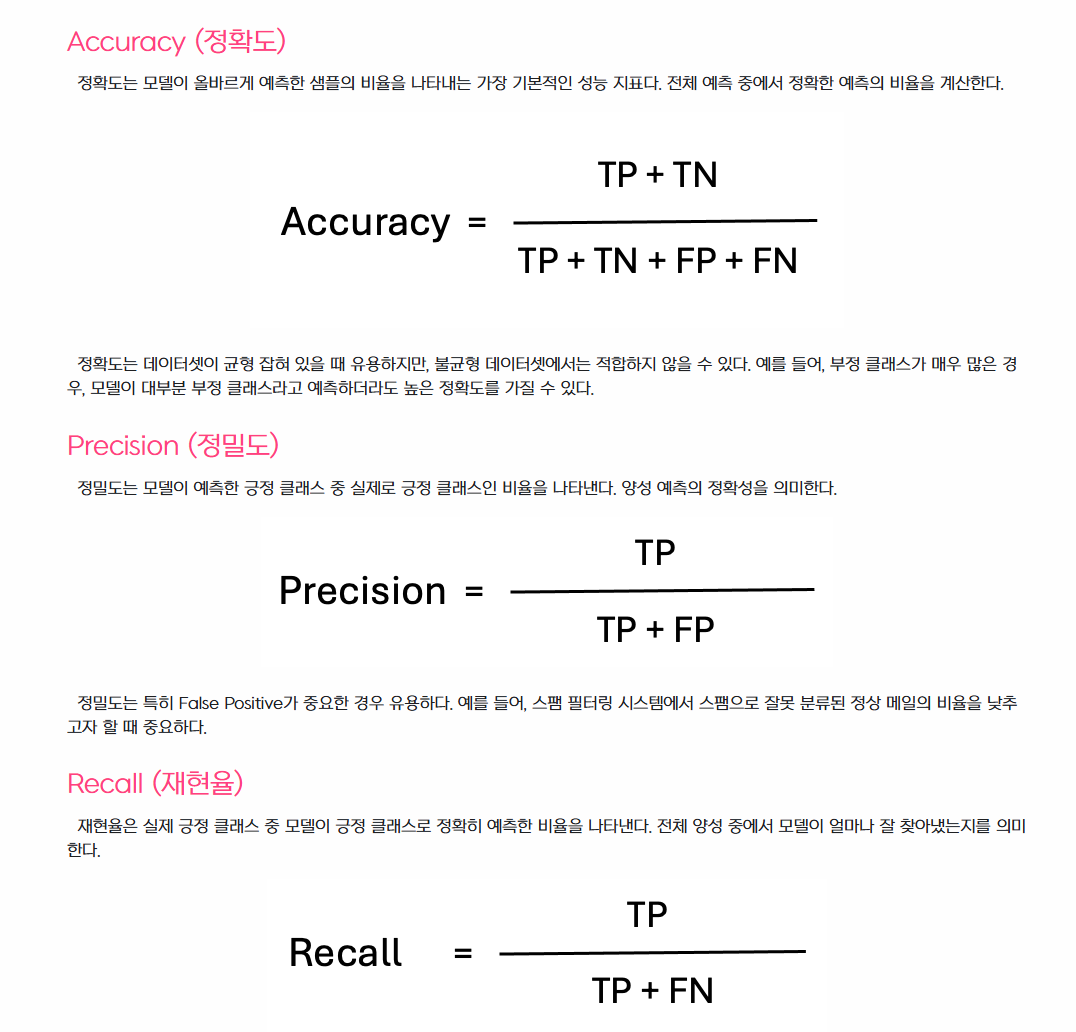 Accuracy (정확도)
정확도는 모델이 올바르게 예측한 샘플의 비율을 나타내는 가장 기본적인 성능 지표다. 전체 예측 중에서 정확한 예측의 비율을 계산한다.
TP + TN
Accuracy =
TP + TN + FP + FN
정확도는 데이터셋이 균형 잡혀 있을 때 유용하지만, 불균형 데이터셋에서는 적합하지 않을 수 있다. 예를 들어, 부정 클래스가 매우 많은 경
우, 모델이 대부분 부정 클래스라고 예측하더라도 높은 정확도를 가질 수 있다.
Precision (정밀도)
정밀도는 모델이 예측한 긍정 클래스 중 실제로 긍정 클래스인 비율을 나타낸다. 양성 예측의 정확성을 의미한다.
TP
Precision =
TP + FP
정밀도는 특히 False Positive가 중요한 경우 유용하다. 예를 들어, 스팸 필터링 시스템에서 스팸으로 잘못 분류된 정상 메일의 비율을 낮추
고자 할 때 중요하다.
Recall (재현율)
재현율은 실제 긍정 클래스 중 모델이 긍정 클래스로 정확히 예측한 비율을 나타낸다. 전체 양성 중에서 모델이 얼마나 잘 찾아냈는지를 의미
한다.
TP
Recall =
TP + FN